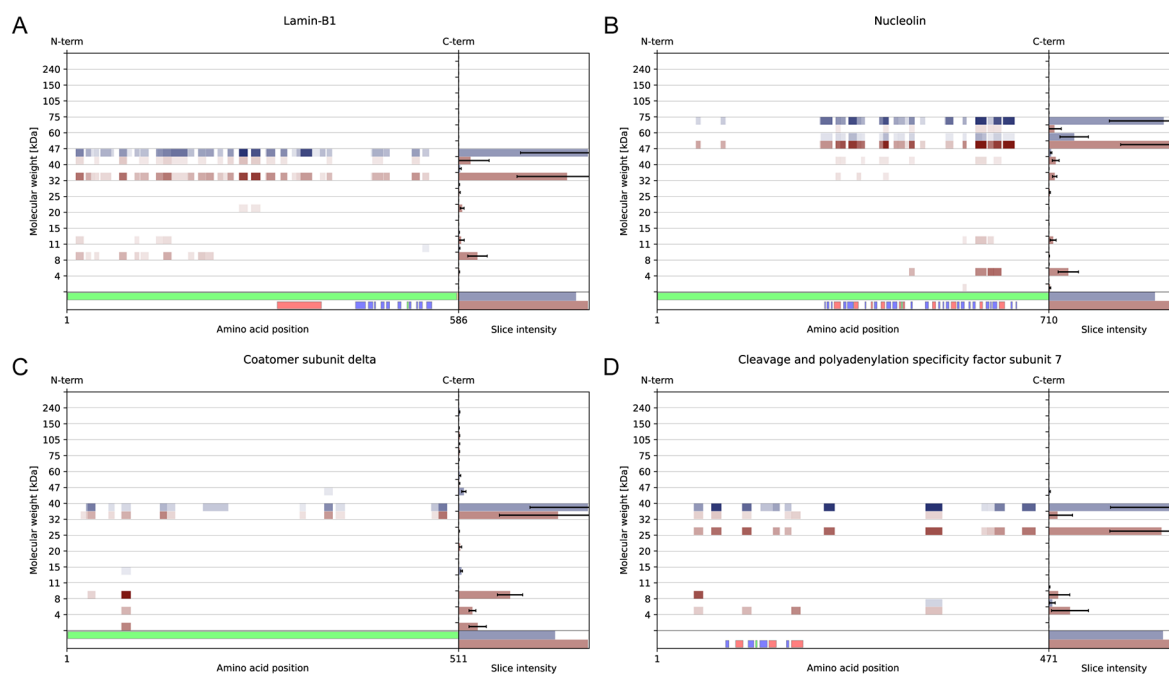 A
Lamin-B1
N-term
C-term
240
150
105
75
60
47
40
32
25
20
15
11
8
4
Molecular weight [kDa]
1
Amino acid position
586
Slice intensity
B
Nucleolin
N-term
C-term
240
150
105
75
60
47
40
32
25
20
15
11
8
4
Molecular weight [kDa]
1
Amino acid position
710
Slice intensity
C
Coatomer subunit delta
N-term
C-term
240
150
105
75
60
47
40
32
25
20
15
11
8
4
Molecular weight [kDa]
1
Amino acid position
511
Slice intensity
D
Cleavage and polyadenylation specificity factor subunit 7
N-term
C-term
240
150
105
75
60
47
40
32
25
20
15
11
8
4
Molecular weight [kDa]
1
Amino acid position
471
Slice intensity